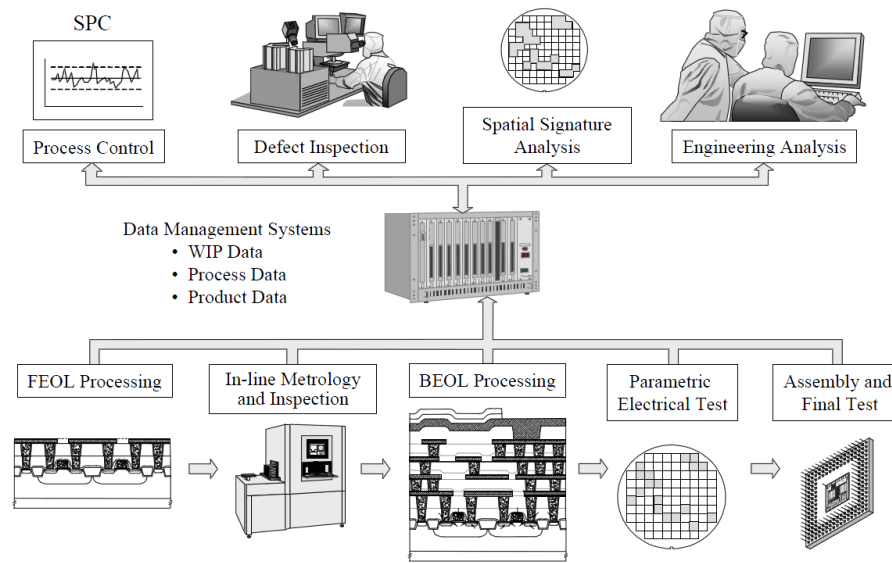 SPC
Process Control
Defect Inspection
Spatial Signature
Analysis
Engineering Analysis
Data Management Systems
• WIP Data
• Process Data
• Product Data
FEOL Processing
In-line Metrology
and Inspection
BEOL Processing
Parametric
Electrical Test
Assembly and
Final Test